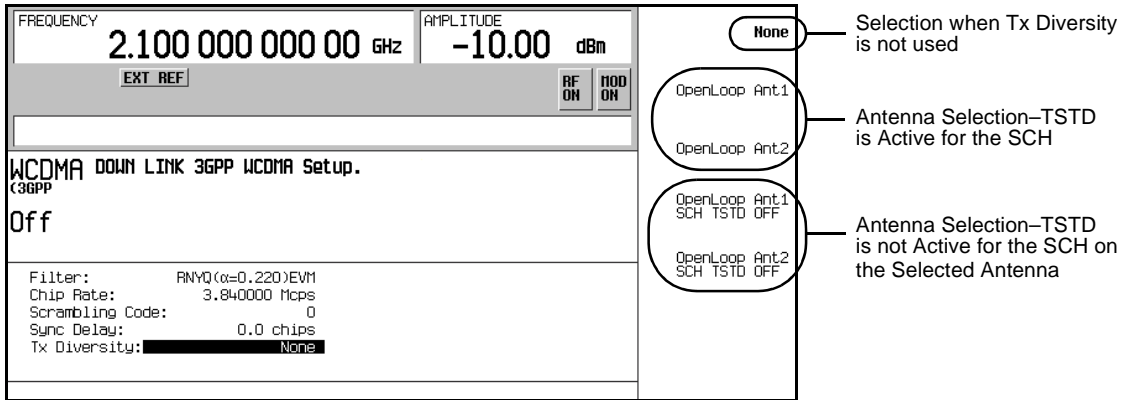 FREQUENCY
2.100 000 000 00 GHz
AMPLITUDE
-10.00 dBm
EXT REF
RF ON
MOD ON
WCDMA DOWN LINK 3GPP WCDMA Setup.
(3GPP
Off
Filter: RNYQ(α=0.220)EVM
Chip Rate: 3.840000 Mcps
Scrambling Code: 0
Sync Delay: 0.0 chips
Tx Diversity: None
None
OpenLoop Ant1
OpenLoop Ant2
OpenLoop Ant1
SCH TSTD OFF
OpenLoop Ant2
SCH TSTD OFF
Selection when Tx Diversity
is not used
Antenna Selection–TSTD
is Active for the SCH
Antenna Selection–TSTD
is not Active for the SCH on
the Selected Antenna